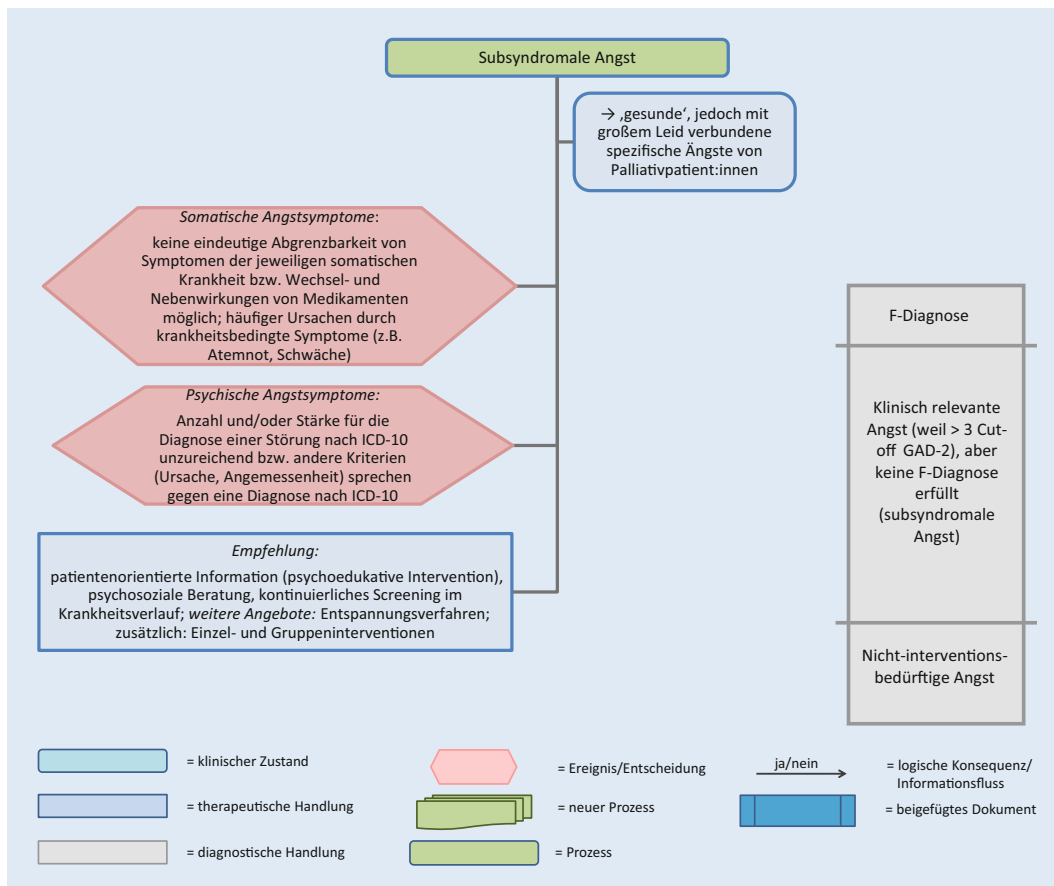 Subsyndromale Angst
→ ‚gesunde‘, jedoch mit
großem Leid verbundene
spezifische Ängste von
Palliativpatient:innen
Somatische Angstsymptome:
keine eindeutige Abgrenzbarkeit von
Symptomen der jeweiligen somatischen
Krankheit bzw. Wechsel- und
Nebenwirkungen von Medikamenten
möglich; häufiger Ursachen durch
krankheitsbedingte Symptome (z.B.
Atemnot, Schwäche)
Psychische Angstsymptome:
Anzahl und/oder Stärke für die
Diagnose einer Störung nach ICD-10
unzureichend bzw. andere Kriterien
(Ursache, Angemessenheit) sprechen
gegen eine Diagnose nach ICD-10
Empfehlung:
patientenorientierte Information (psychoedukative Intervention),
psychosoziale Beratung, kontinuierliches Screening im
Krankheitsverlauf; weitere Angebote: Entspannungsverfahren;
zusätzlich: Einzel- und Gruppeninterventionen
F-Diagnose
Klinisch relevante
Angst (weil > 3 Cut-
off GAD-2), aber
keine F-Diagnose
erfüllt
(subsyndromale
Angst)
Nicht-interventions-
bedürftige Angst
= klinischer Zustand
= therapeutische Handlung
= diagnostische Handlung
= Ereignis/Entscheidung
= neuer Prozess
= Prozess
ja/nein
= logische Konsequenz/
Informationsfluss
= beigefügtes Dokument